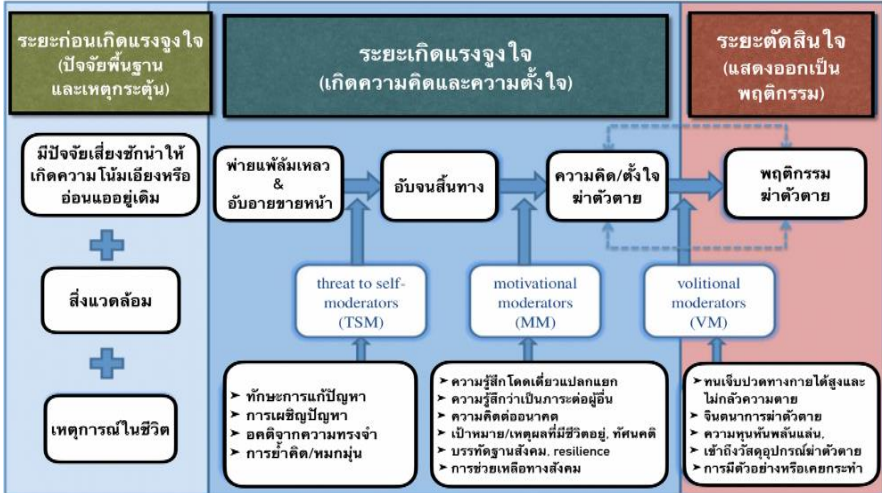 ระยะก่อนเกิดแรงจูงใจ
(ปัจจัยพื้นฐาน
และเหตุกระตุ้น)
ระยะเกิดแรงจูงใจ
(เกิดความคิดและความตั้งใจ)
ระยะตัดสินใจ
(แสดงออกเป็น
พฤติกรรม)
มีปัจจัยเสี่ยงชักนำให้
เกิดความโน้มเอียงหรือ
อ่อนแออยู่เดิม
สิ่งแวดล้อม
เหตุการณ์ในชีวิต
พ่ายแพ้ล้มเหลว
&
อับอายขายหน้า
อับจนสิ้นทาง
ความคิด/ตั้งใจ
ฆ่าตัวตาย
พฤติกรรม
ฆ่าตัวตาย
threat to self-
moderators
(TSM)
motivational
moderators
(MM)
volitional
moderators
(VM)
➤ ทักษะการแก้ปัญหา
➤ การเผชิญปัญหา
➤ อคติจากความทรงจำ
➤ การย้ำคิด/หมกมุ่น
➤ ความรู้สึกโดดเดี่ยวแปลกแยก
➤ ความรู้สึกว่าเป็นภาระต่อผู้อื่น
➤ ความคิดต่ออนาคต
➤ เป้าหมาย/เหตุผลที่มีชีวิตอยู่, ทัศนคติ
➤ บรรทัดฐานสังคม, resilience
➤ การช่วยเหลือทางสังคม
➤ ทนเจ็บปวดทางกายได้สูงและ
ไม่กลัวความตาย
➤ จินตนาการฆ่าตัวตาย
➤ ความหุนหันพลันแล่น,
➤ เข้าถึงวัสดุอุปกรณ์ฆ่าตัวตาย
➤ การมีตัวอย่างหรือเคยกระทำ